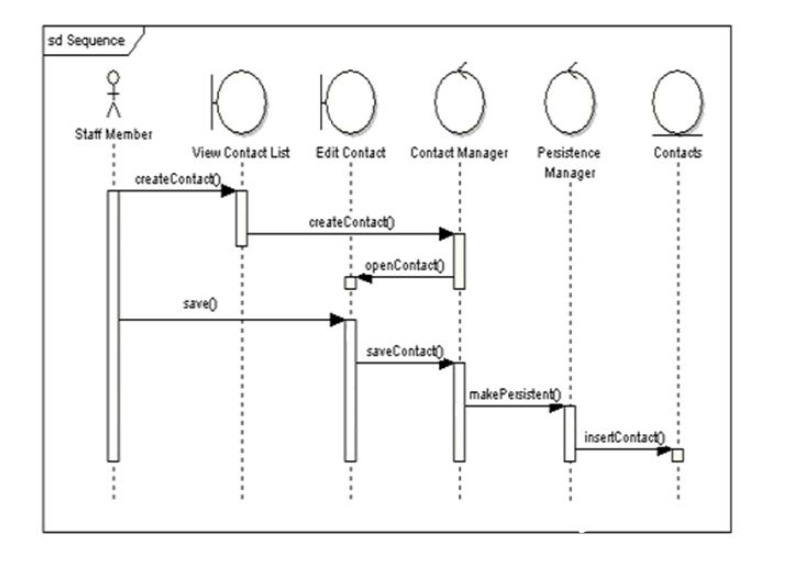 sd Sequence
Staff Member
View Contact List
Edit Contact
Contact Manager
Persistence
Manager
Contacts
createContact()
createContact()
openContact()
save()
saveContact()
makePersistent()
insertContact()